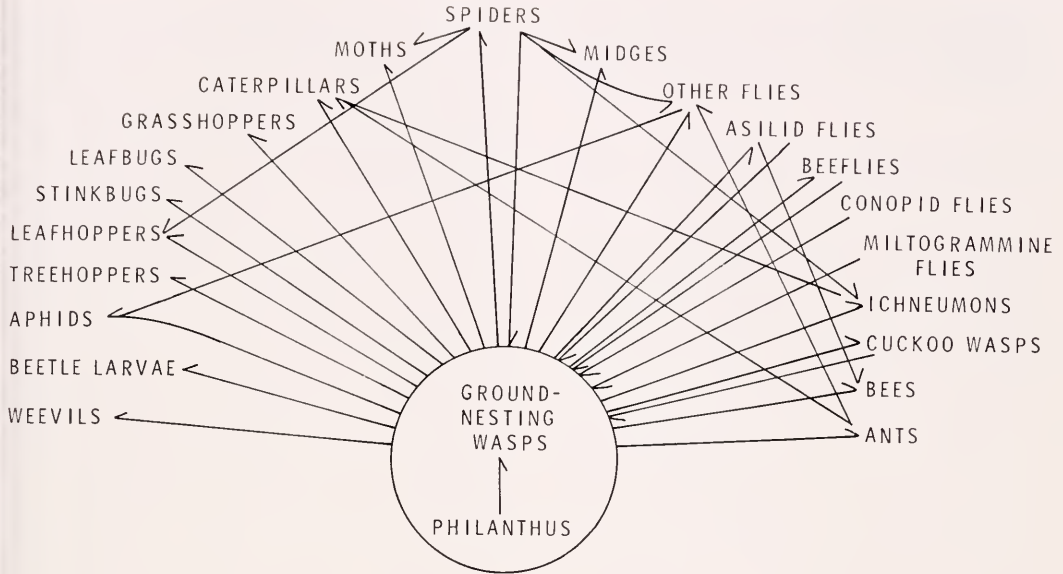 SPIDERS
MOTHS
MIDGES
CATERPILLARS
OTHER FLIES
GRASSHOPPERS
ASILID FLIES
LEAFBUGS
BEEFLIES
STINKBUGS
CONOPID FLIES
LEAFHOPPERS
MILTOGRAMMINE
FLIES
TREEHOPPERS
ICHNEUMONS
APHIDS
CUCKOO WASPS
BEETLE LARVAE
BEES
WEEVILS
ANTS
GROUND-
NESTING
WASPS
PHILANTHUS